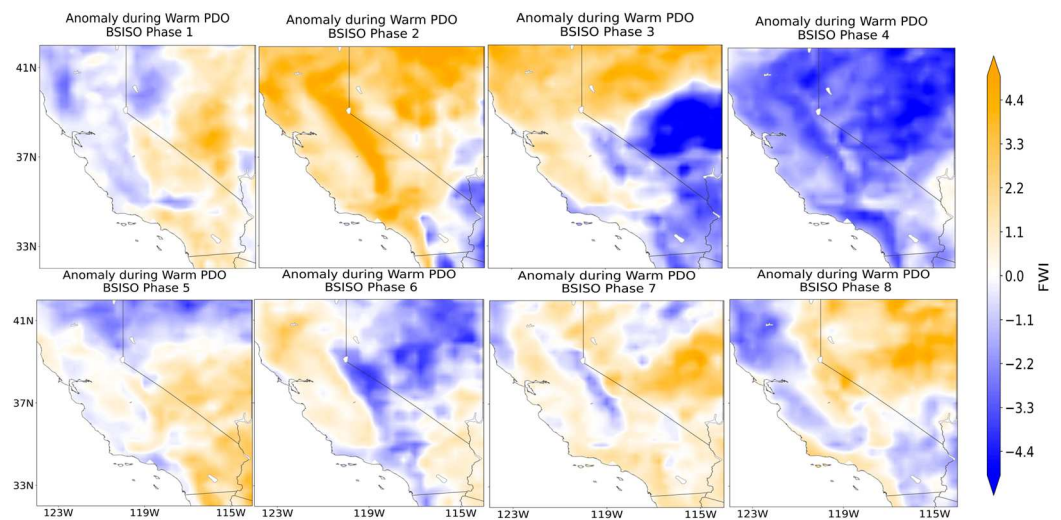 Anomaly during Warm PDO
BSISO Phase 1
Anomaly during Warm PDO
BSISO Phase 2
Anomaly during Warm PDO
BSISO Phase 3
Anomaly during Warm PDO
BSISO Phase 4
41N
37N
33N
Anomaly during Warm PDO
BSISO Phase 5
Anomaly during Warm PDO
BSISO Phase 6
Anomaly during Warm PDO
BSISO Phase 7
Anomaly during Warm PDO
BSISO Phase 8
41N
37N
33N
123W 119W 115W
123W 119W 115W
123W 119W 115W
123W 119W 115W
4.4
3.3
2.2
1.1
0.0
−1.1
−2.2
−3.3
−4.4
FWI